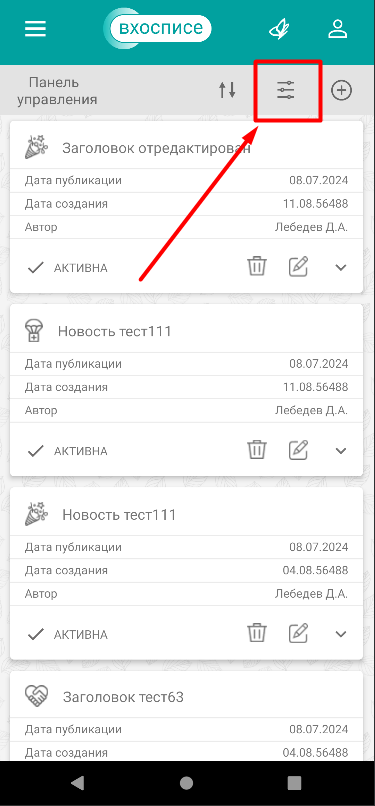 вхосписе
Панель
управления
Заголовок отредактирован
Дата публикации 08.07.2024
Дата создания 11.08.56488
Автор Лебедев Д.А.
АКТИВНА
Новость тест111
Дата публикации 08.07.2024
Дата создания 11.08.56488
Автор Лебедев Д.А.
АКТИВНА
Новость тест111
Дата публикации 08.07.2024
Дата создания 04.08.56488
Автор Лебедев Д.А.
АКТИВНА
Заголовок тест63
Дата публикации 08.07.2024
Дата создания 04.08.56488